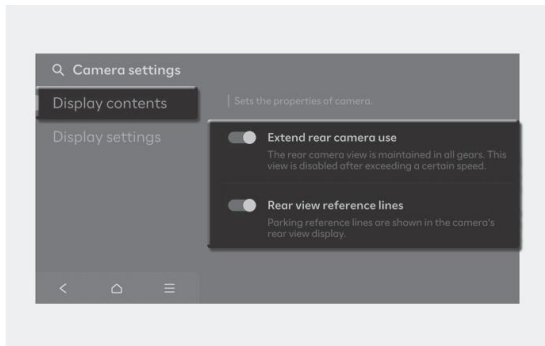 Camera settings
Display contents
Sets the properties of camera.
Display settings
Extend rear camera use
The rear camera view is maintained in all gears. This
view is disabled after exceeding a certain speed.
Rear view reference lines
Parking reference lines are shown in the camera's
rear view display.